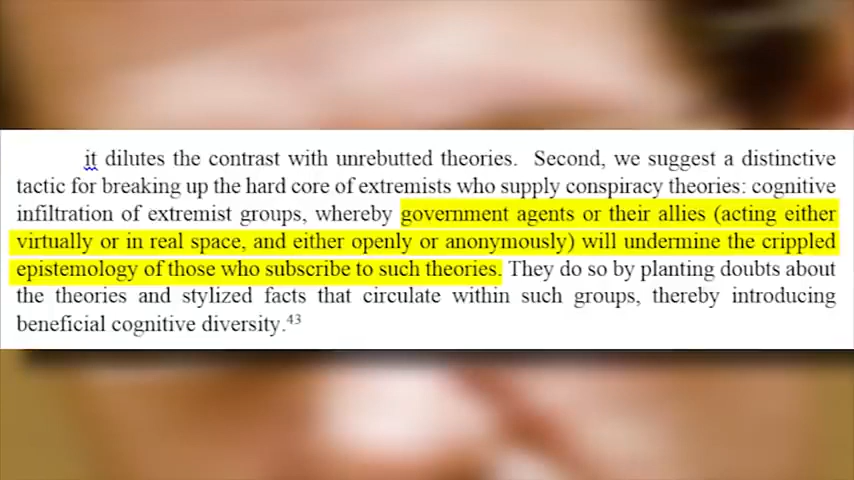 it dilutes the contrast with unrebutted theories. Second, we suggest a distinctive
tactic for breaking up the hard core of extremists who supply conspiracy theories: cognitive
infiltration of extremist groups, whereby government agents or their allies (acting either
virtually or in real space, and either openly or anonymously) will undermine the crippled
epistemology of those who subscribe to such theories. They do so by planting doubts about
the theories and stylized facts that circulate within such groups, thereby introducing
beneficial cognitive diversity.43